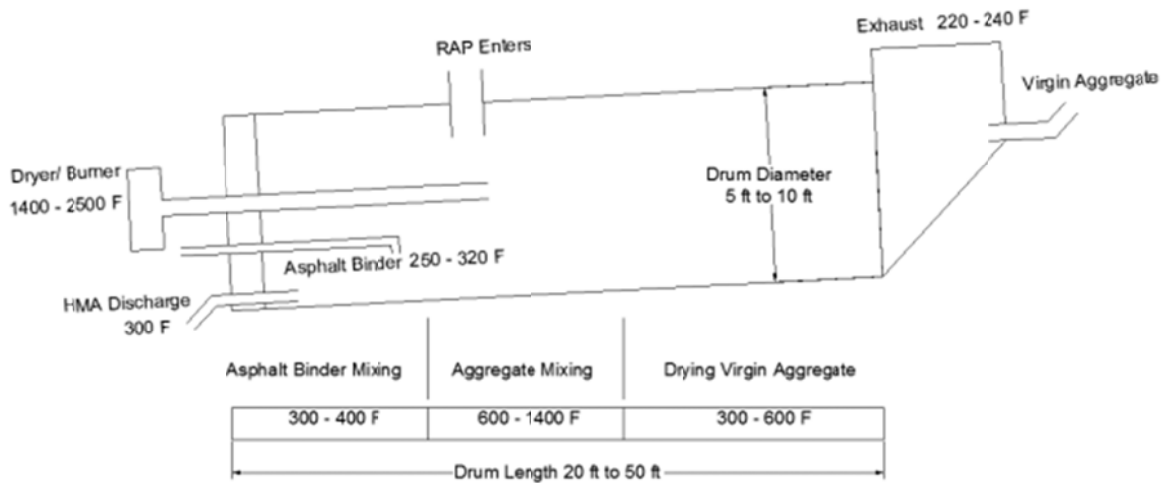 Exhaust 220 - 240 F
RAP Enters
Virgin Aggregate
Dryer/ Burner
1400 - 2500 F
Drum Diameter
5 ft to 10 ft
Asphalt Binder 250 - 320 F
HMA Discharge
300 F
Asphalt Binder Mixing
Aggregate Mixing
Drying Virgin Aggregate
300 - 400 F
600 - 1400 F
300 - 600 F
Drum Length 20 ft to 50 ft